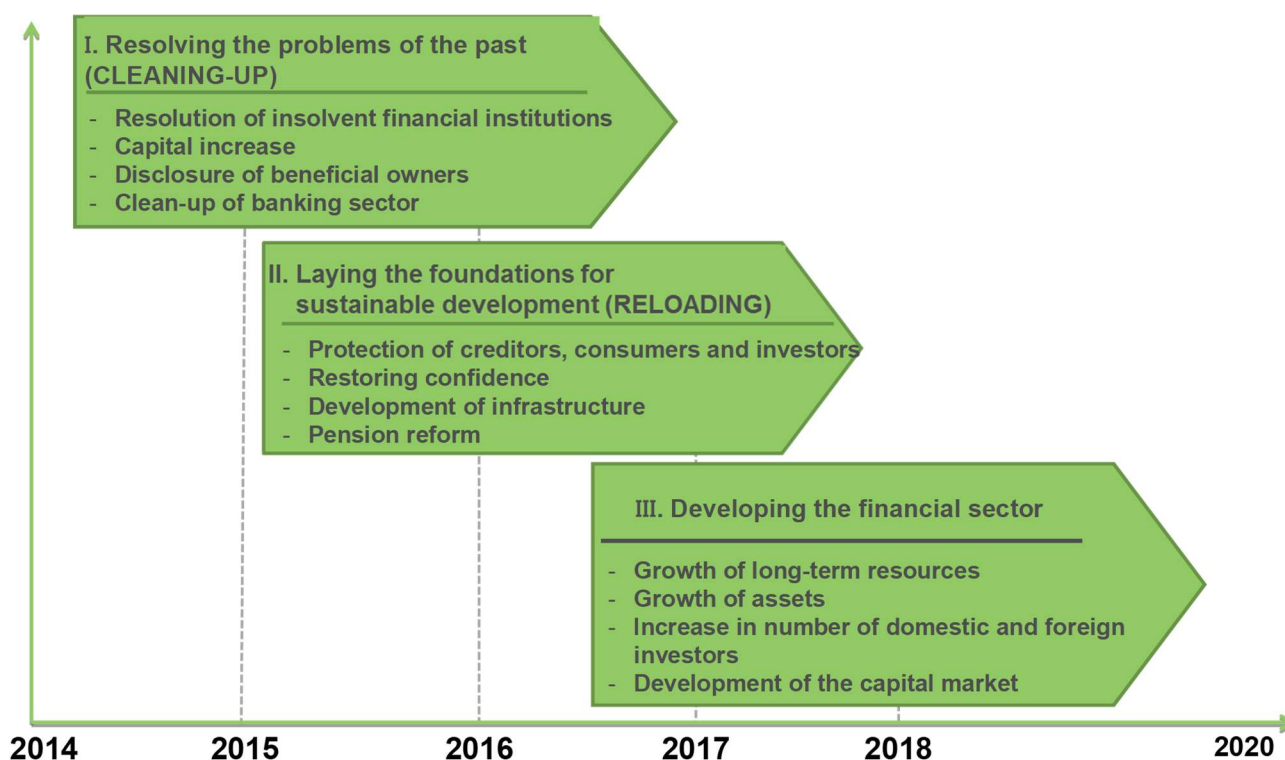 I. Resolving the problems of the past
(CLEANING-UP)
- Resolution of insolvent financial institutions
- Capital increase
- Disclosure of beneficial owners
- Clean-up of banking sector
II. Laying the foundations for
sustainable development (RELOADING)
- Protection of creditors, consumers and investors
- Restoring confidence
- Development of infrastructure
- Pension reform
III. Developing the financial sector
- Growth of long-term resources
- Growth of assets
- Increase in number of domestic and foreign
investors
- Development of the capital market
2014 2015 2016 2017 2018 2020